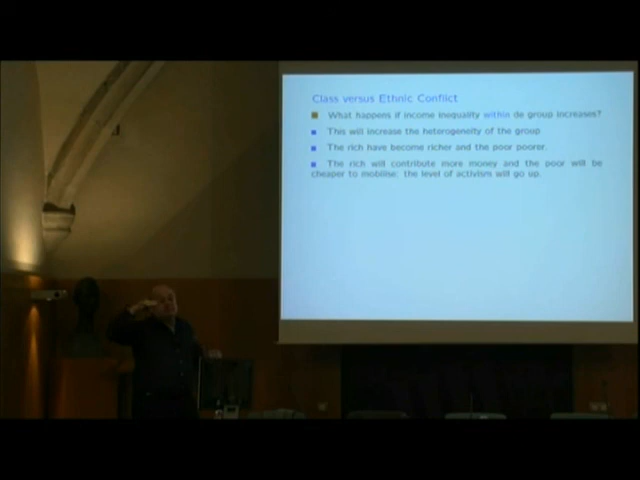 Class versus Ethnic Conflict
What happens if income inequality within de group increases?
This will increase the heterogeneity of the group
The rich have become richer and the poor poorer.
The rich will contribute more money and the poor will be
cheaper to mobilise: the level of activism will go up.